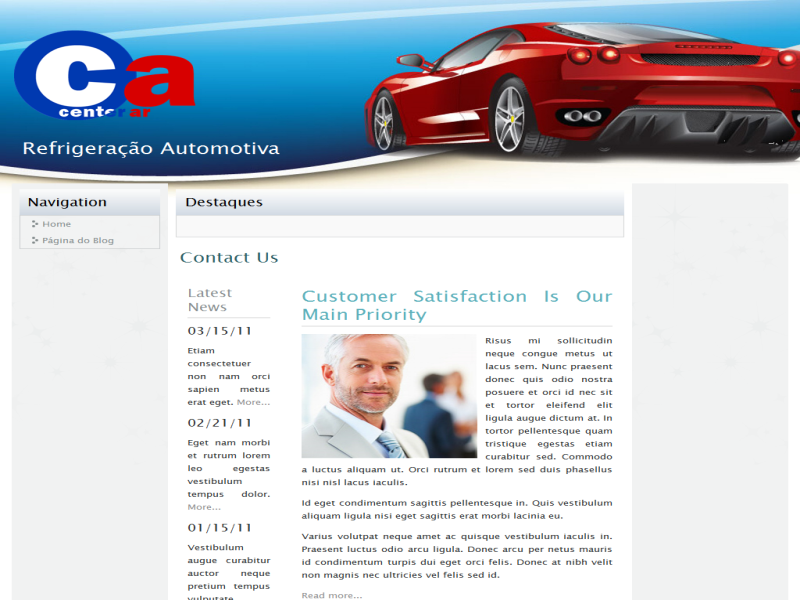 ca
center ar
Refrigeração Automotiva
Navigation
Home
Página do Blog
Destaques
Contact Us
Latest
News
03/15/11
Etiam
consectetuer
non nam orci
sapien metus
erat eget. More...
02/21/11
Eget nam morbi
et rutrum lorem
leo egestas
vestibulum
tempus dolor.
More...
01/15/11
Vestibulum
augue curabitur
auctor neque
pretium tempus
vulputate
Customer Satisfaction Is Our
Main Priority
Risus mi sollicitudin
neque congue metus ut
lacus sem. Nunc praesent
donec quis odio nostra
posuere et orci id nec sit
et tortor eleifend elit
ligula augue dictum at. In
tortor pellentesque quam
tristique egestas etiam
curabitur sed. Commodo
a luctus aliquam ut. Orci rutrum et lorem sed duis phasellus
nisi nisl lacus iaculis.
Id eget condimentum sagittis pellentesque in. Quis vestibulum
aliquam ligula nisi eget sagittis erat morbi lacinia eu.
Varius volutpat neque amet ac quisque vestibulum iaculis in.
Praesent luctus odio arcu ligula. Donec arcu per netus mauris
id condimentum turpis dui eget orci felis. Donec at nibh velit
non magnis nec ultricies vel felis sed id.
Read more...